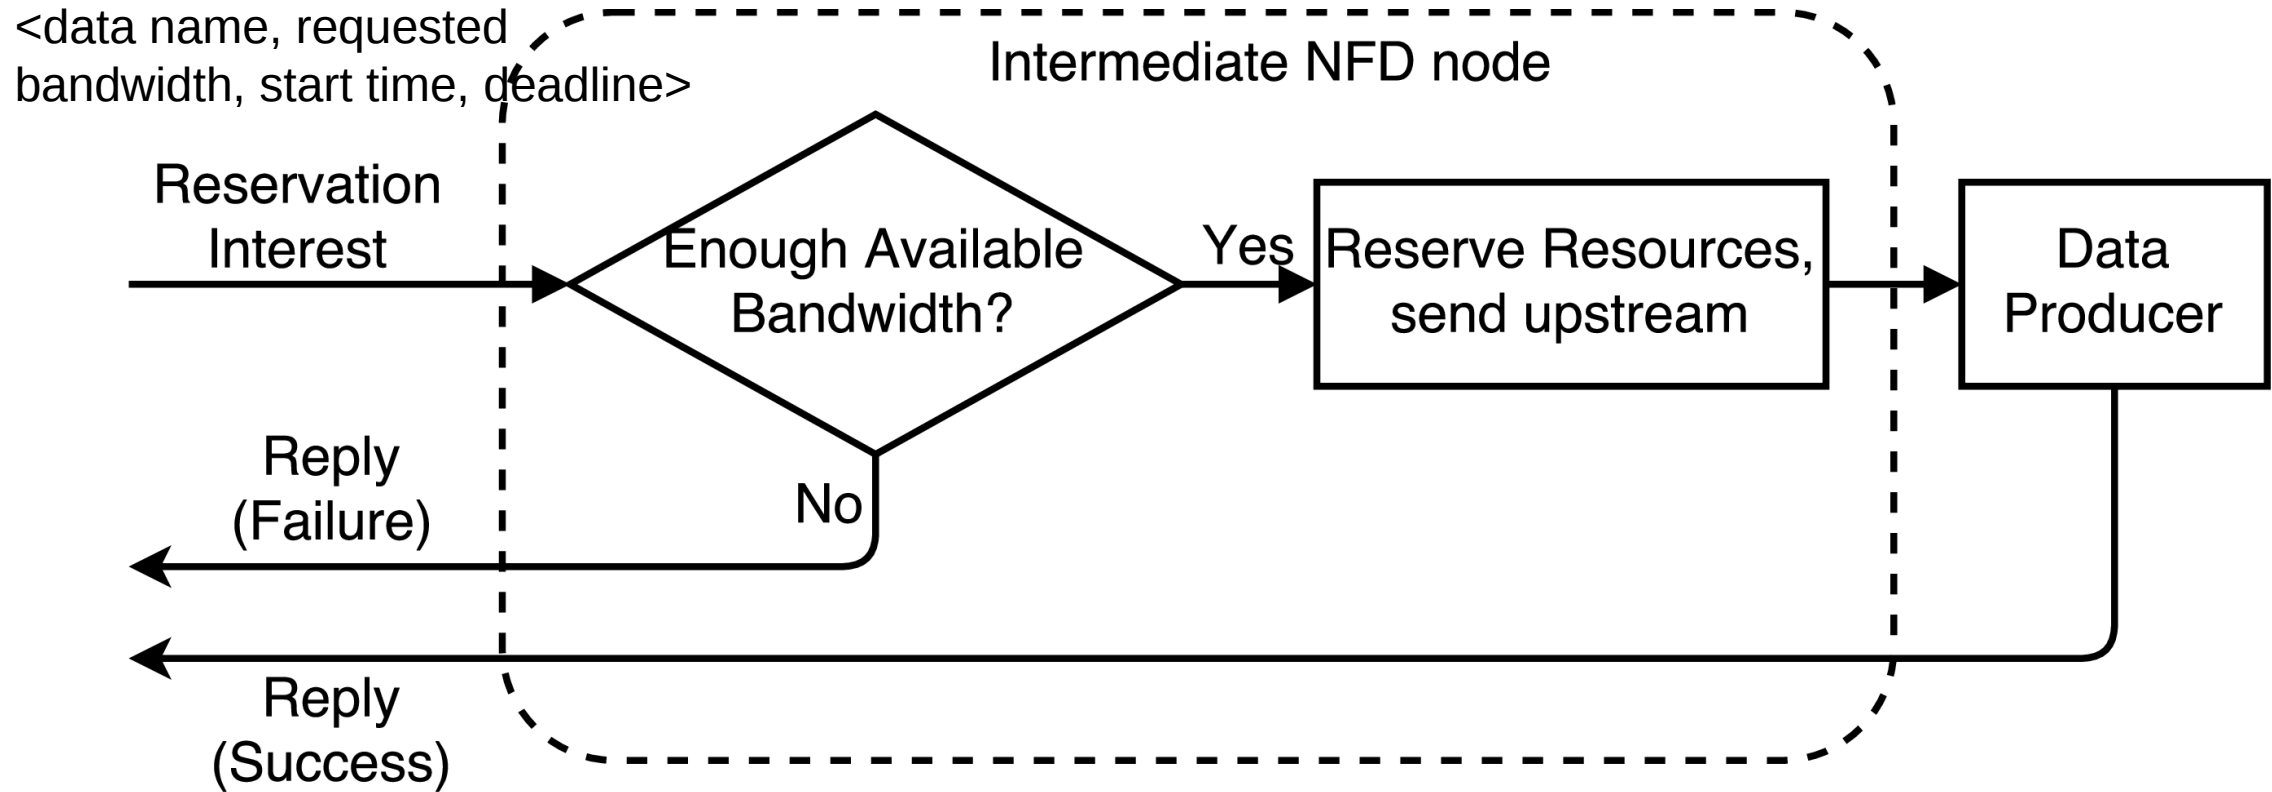 <data name, requested
bandwidth, start time, deadline>
Intermediate NFD node
Reservation
Interest
Enough Available
Bandwidth?
Yes
Reserve Resources,
send upstream
Data
Producer
No
Reply
(Failure)
Reply
(Success)